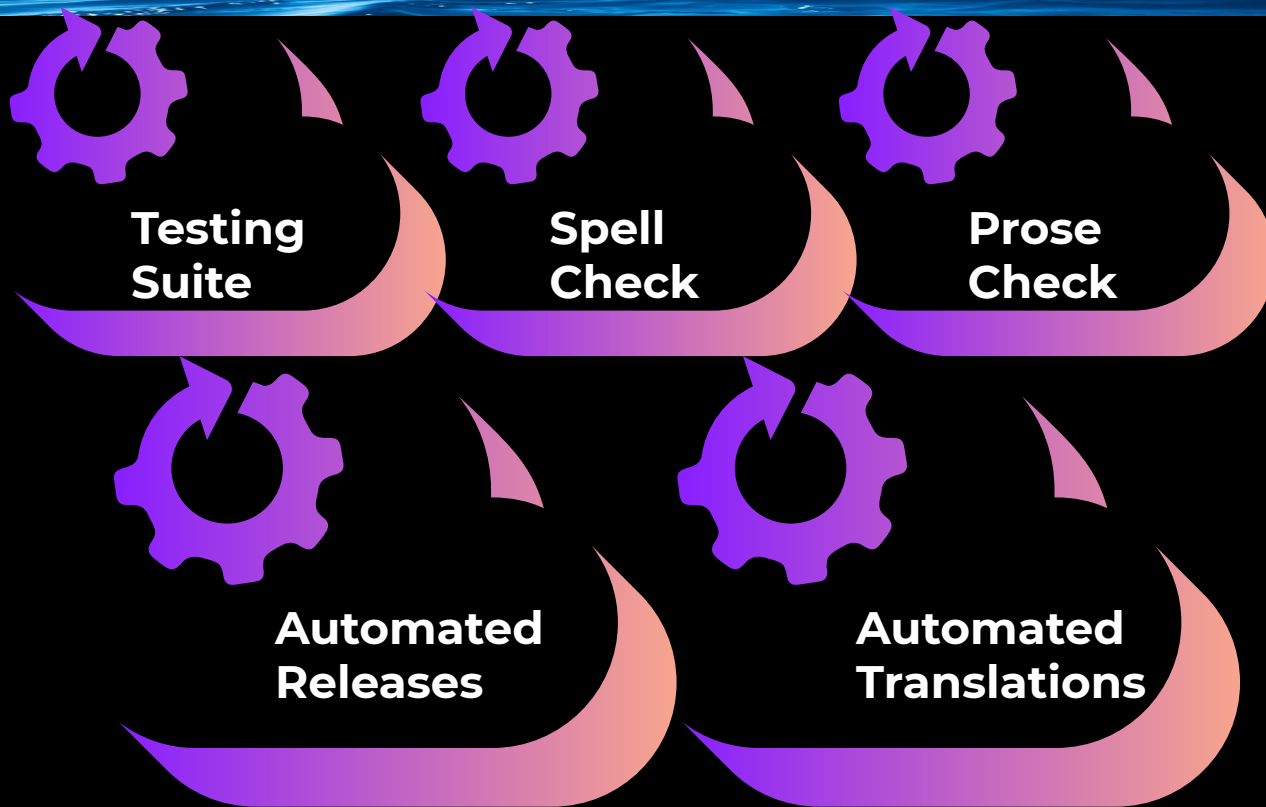 Testing
Suite
Spell
Check
Prose
Check
Automated
Releases
Automated
Translations